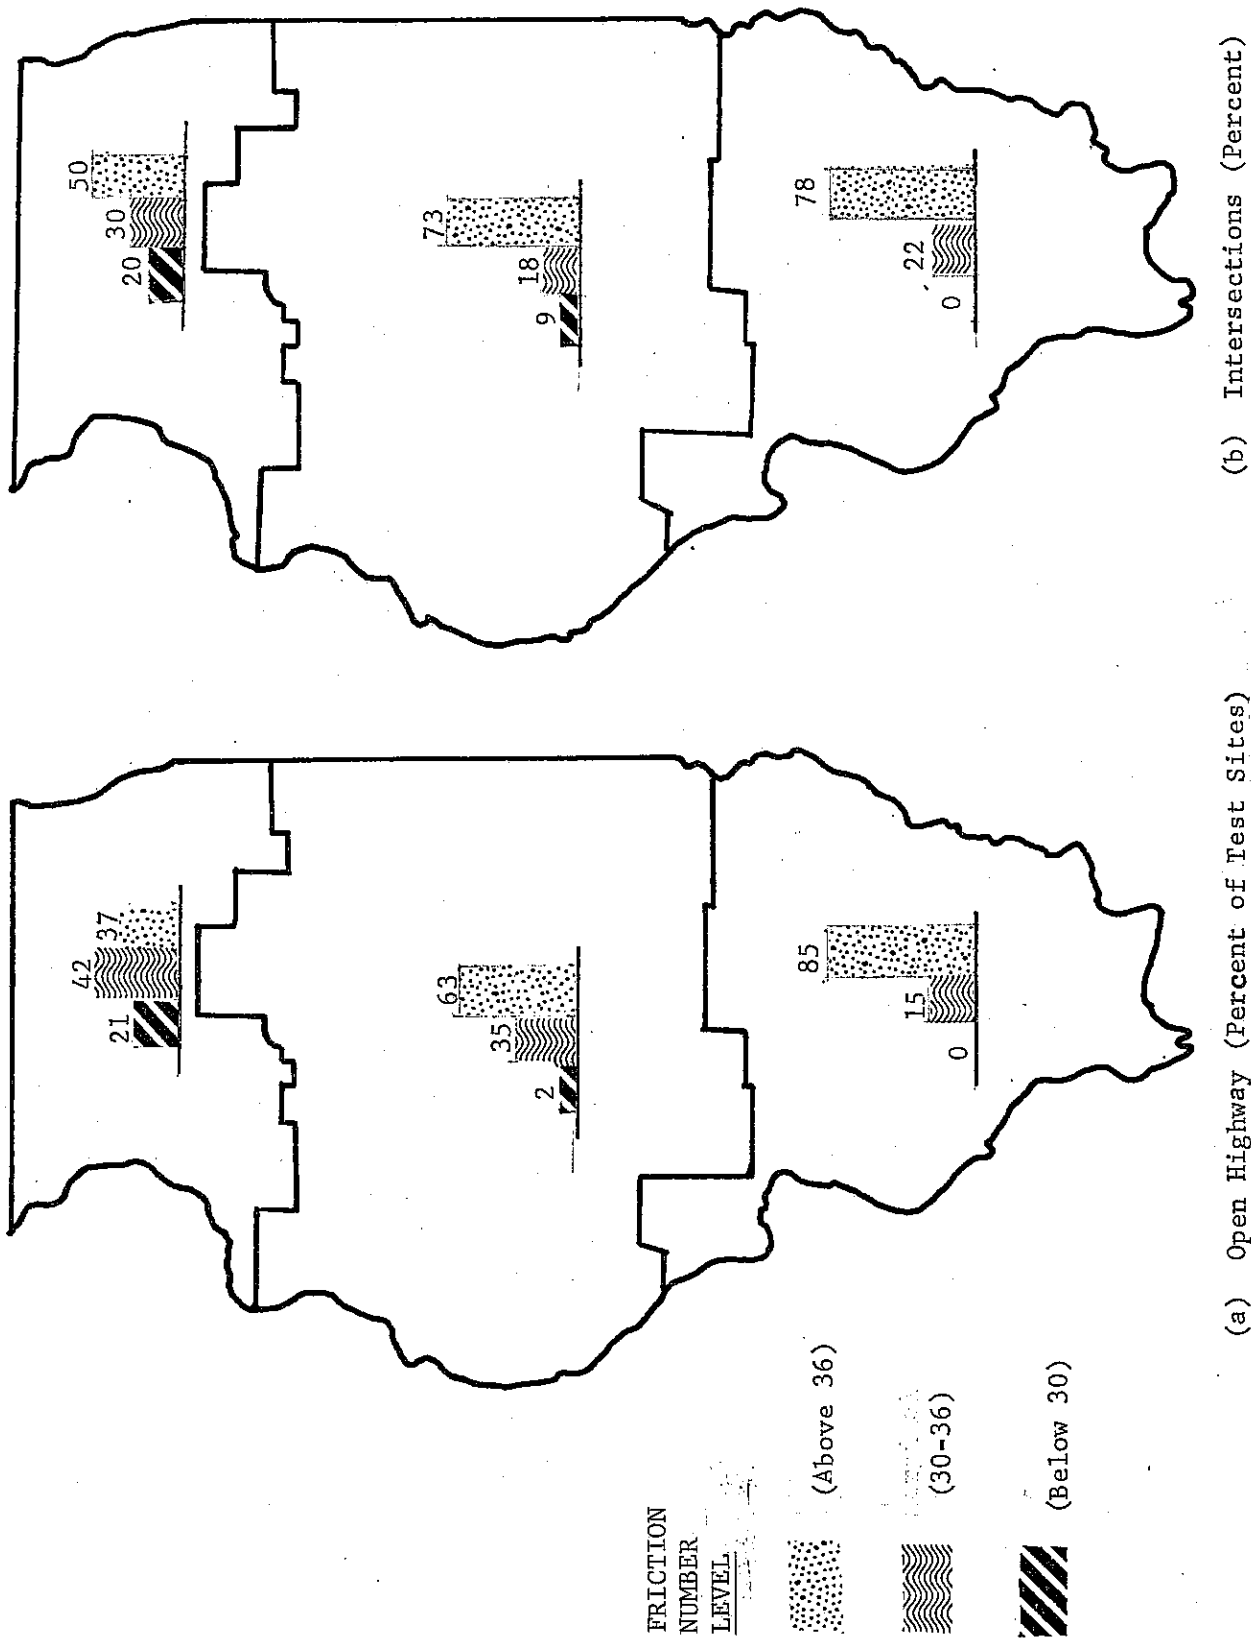 FRICTION
NUMBER
LEVEL
(Above 36)
(30-36)
(Below 30)
21
42
37
2
35
63
0
15
85
(a) Open Highway (Percent of Test Sites)
20
30
50
9
18
73
0
22
78
(b) Intersections (Percent)